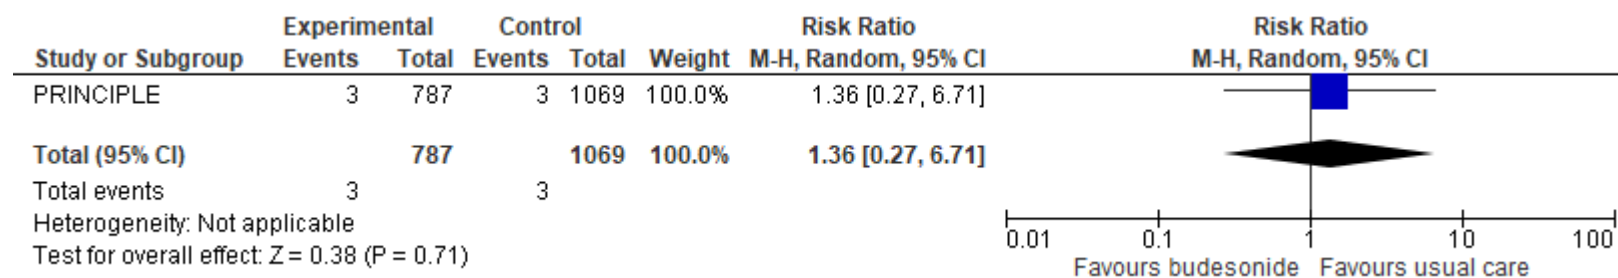 Experimental Control Risk Ratio Risk Ratio
Study or Subgroup Events Total Events Total Weight M-H, Random, 95% CI M-H, Random, 95% CI
PRINCIPLE 3 787 3 1069 100.0% 1.36 [0.27, 6.71]
Total (95% CI) 787 1069 100.0% 1.36 [0.27, 6.71]
Total events 3 3
Heterogeneity: Not applicable
Test for overall effect: Z = 0.38 (P = 0.71)
0.01 0.1 1 10 100
Favours budesonide Favours usual care